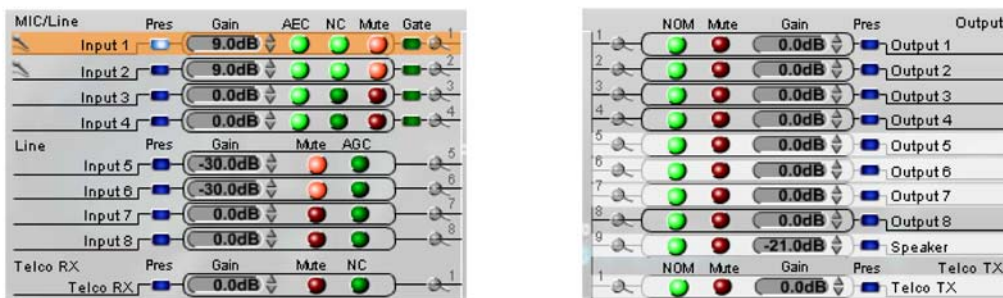 MIC/Line Pres Gain AEC NC Mute Gate
Input 1 9.0dB 1
Input 2 9.0dB 2
Input 3 0.0dB 3
Input 4 0.0dB 4
Line Pres Gain Mute AGC
Input 5 -30.0dB 5
Input 6 -30.0dB 6
Input 7 0.0dB 7
Input 8 0.0dB 8
Telco RX Pres Gain Mute NC
Telco RX 0.0dB 1
NOM Mute Gain Pres Output
1 0.0dB Output 1
2 0.0dB Output 2
3 0.0dB Output 3
4 0.0dB Output 4
5 0.0dB Output 5
6 0.0dB Output 6
7 0.0dB Output 7
8 0.0dB Output 8
9 -21.0dB Speaker
NOM Mute Gain Pres Telco TX
1 0.0dB Telco TX